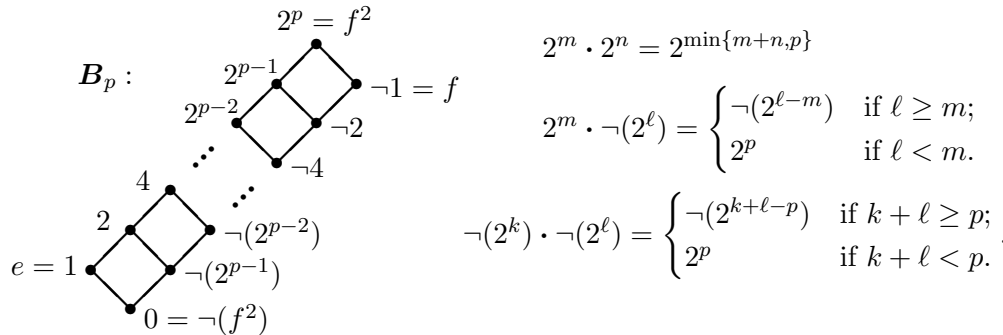 2^p = f^2
B_p :
2^{p−1}
¬1 = f
2^{p−2}
¬2
¬4
4
2
¬(2^{p−2})
e = 1
¬(2^{p−1})
0 = ¬(f^2)
2^m · 2^n = 2^{min{m+n,p}}
2^m · ¬(2^ℓ) = { ¬(2^{ℓ−m}) if ℓ ≥ m;
2^p if ℓ < m.
¬(2^k) · ¬(2^ℓ) = { ¬(2^{k+ℓ−p}) if k + ℓ ≥ p;
2^p if k + ℓ < p. .